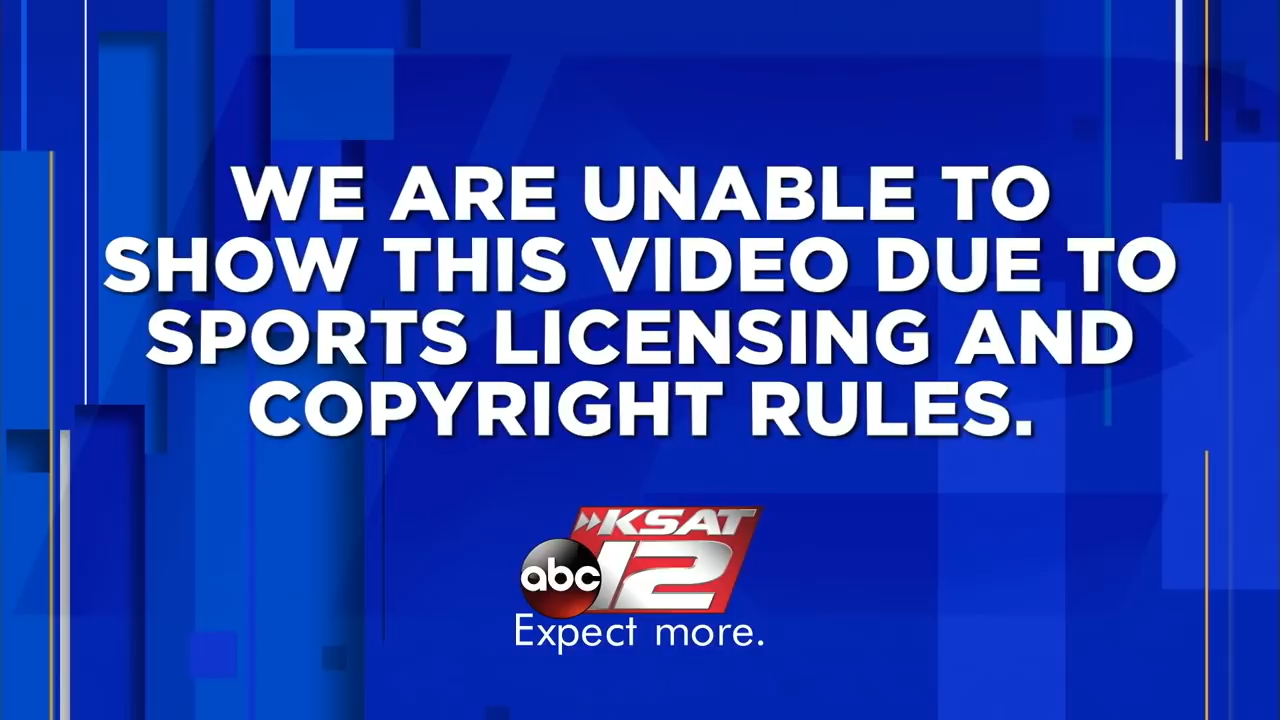 WE ARE UNABLE TO
SHOW THIS VIDEO DUE TO
SPORTS LICENSING AND
COPYRIGHT RULES.
KSAT
abc 12
Expect more.